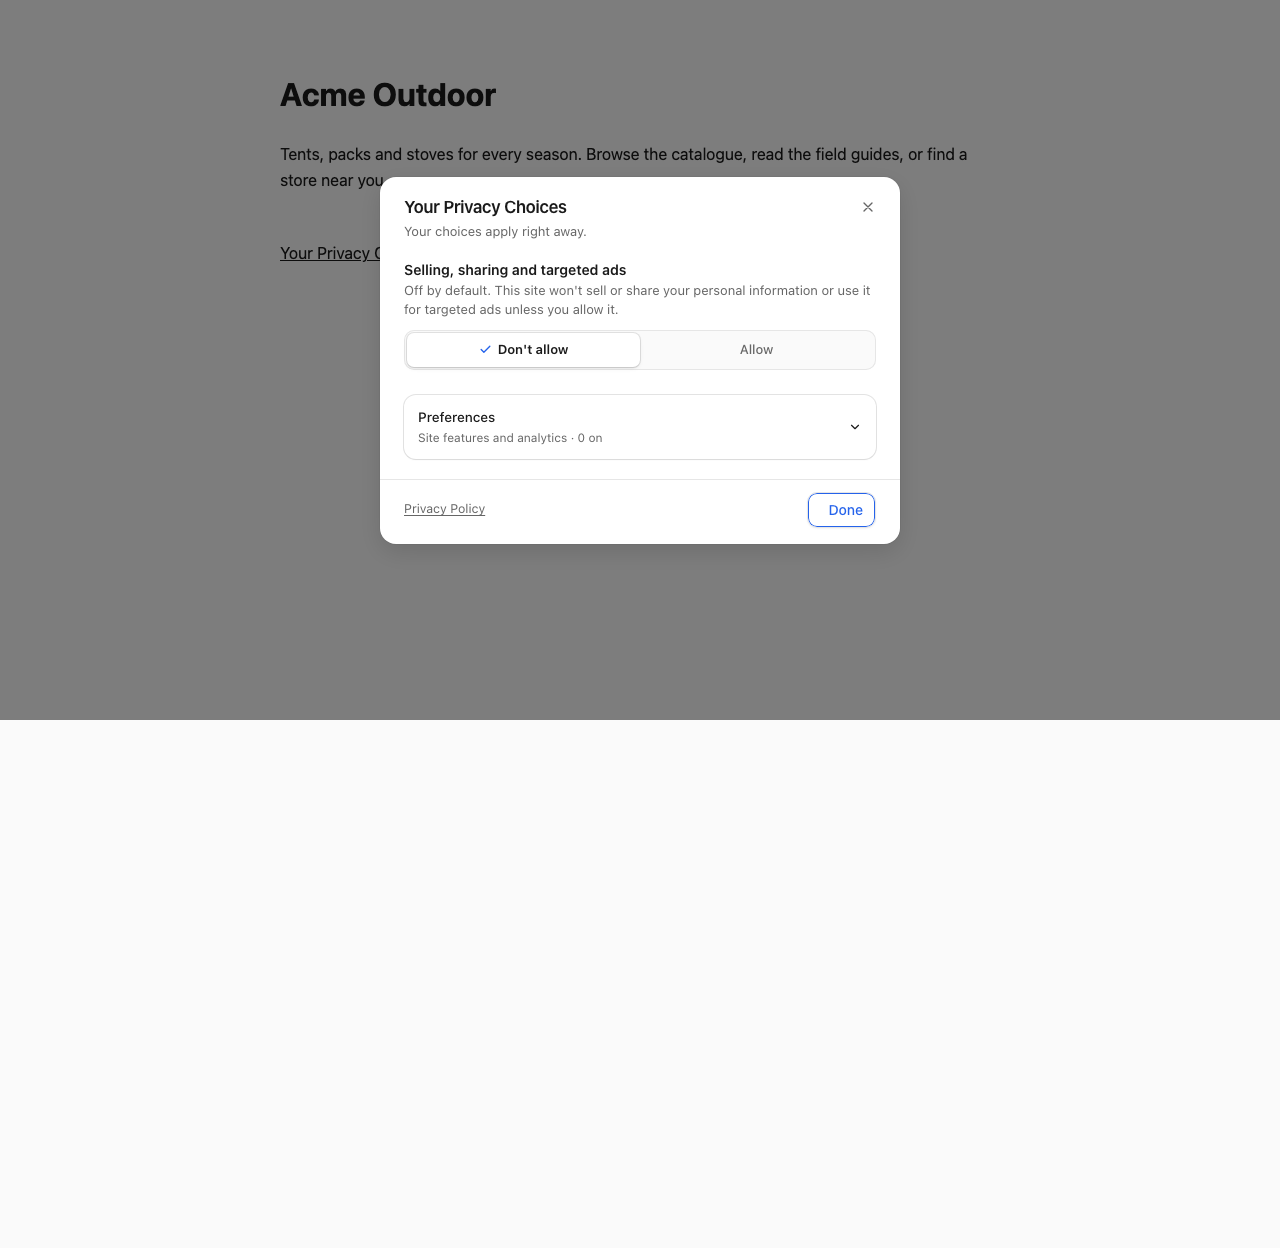 Acme Outdoor
Tents, packs and stoves for every season. Browse the catalogue, read the field guides, or find a
store near you
Your Privacy C
Your Privacy Choices
Your choices apply right away.
Selling, sharing and targeted ads
Off by default. This site won't sell or share your personal information or use it
for targeted ads unless you allow it.
Don't allow
Allow
Preferences
Site features and analytics · 0 on
Privacy Policy
Done